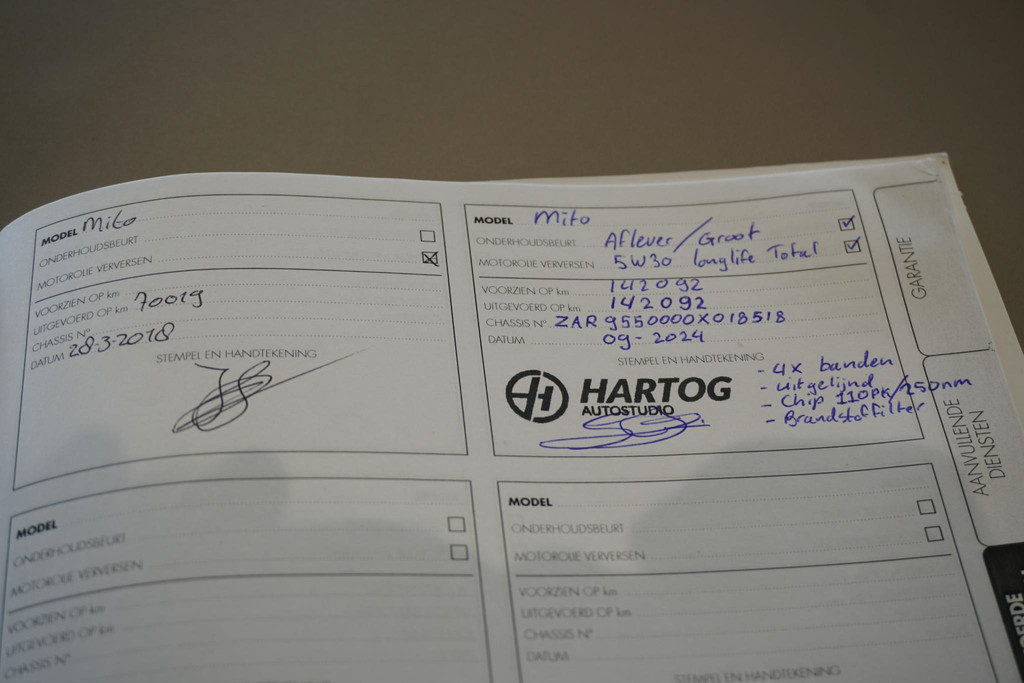 MODEL Mito
ONDERHOUDSBEURT
MOTOROLIE VERVERSEN
VOORZIEN OP km
UITGEVOERD OP km 70019
CHASSIS N°
DATUM 28-3-2018
STEMPEL EN HANDTEKENING
MODEL Mito
ONDERHOUDSBEURT Aflever/Groot
MOTOROLIE VERVERSEN 5W30 longlife Total
VOORZIEN OP km 142092
UITGEVOERD OP km 142092
CHASSIS N° ZAR9550000X018518
DATUM 09-2024
STEMPEL EN HANDTEKENING
HARTOG
AUTOSTUDIO
- 4x banden
- uitgelijnd
- Chip 110PK/250nm
- Brandstoffilter
MODEL
ONDERHOUDSBEURT
MOTOROLIE VERVERSEN
VOORZIEN OP km
UITGEVOERD OP km
CHASSIS N°
MODEL
ONDERHOUDSBEURT
MOTOROLIE VERVERSEN
VOORZIEN OP km
UITGEVOERD OP km
CHASSIS N°
DATUM
STEMPEL EN HANDTEKENING
GARANTIE
AANVULLENDE
DIENSTEN